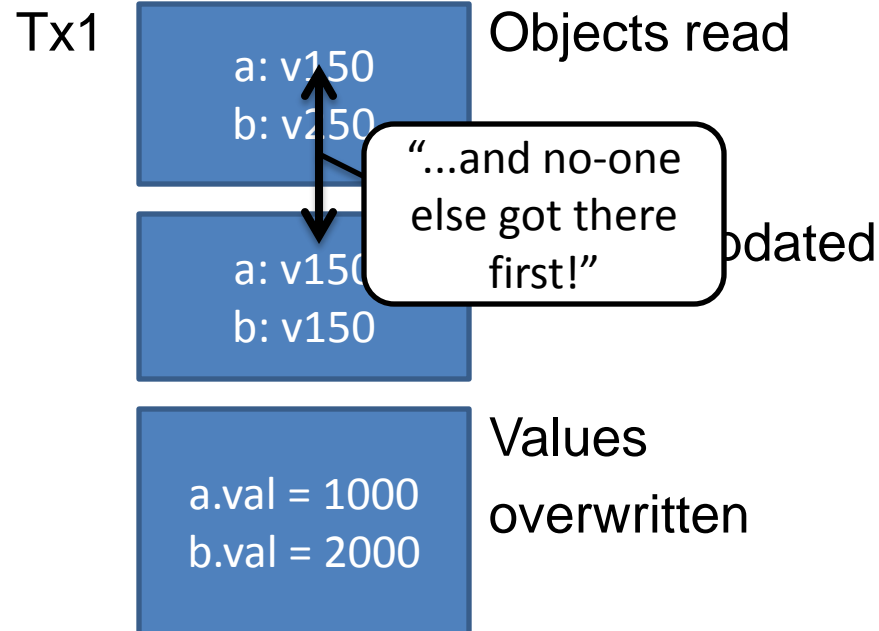 Tx1
Objects read
a: v150
b: v250
“...and no-one
else got there
first!”
a: v150
b: v150
Values
overwritten
a.val = 1000
b.val = 2000